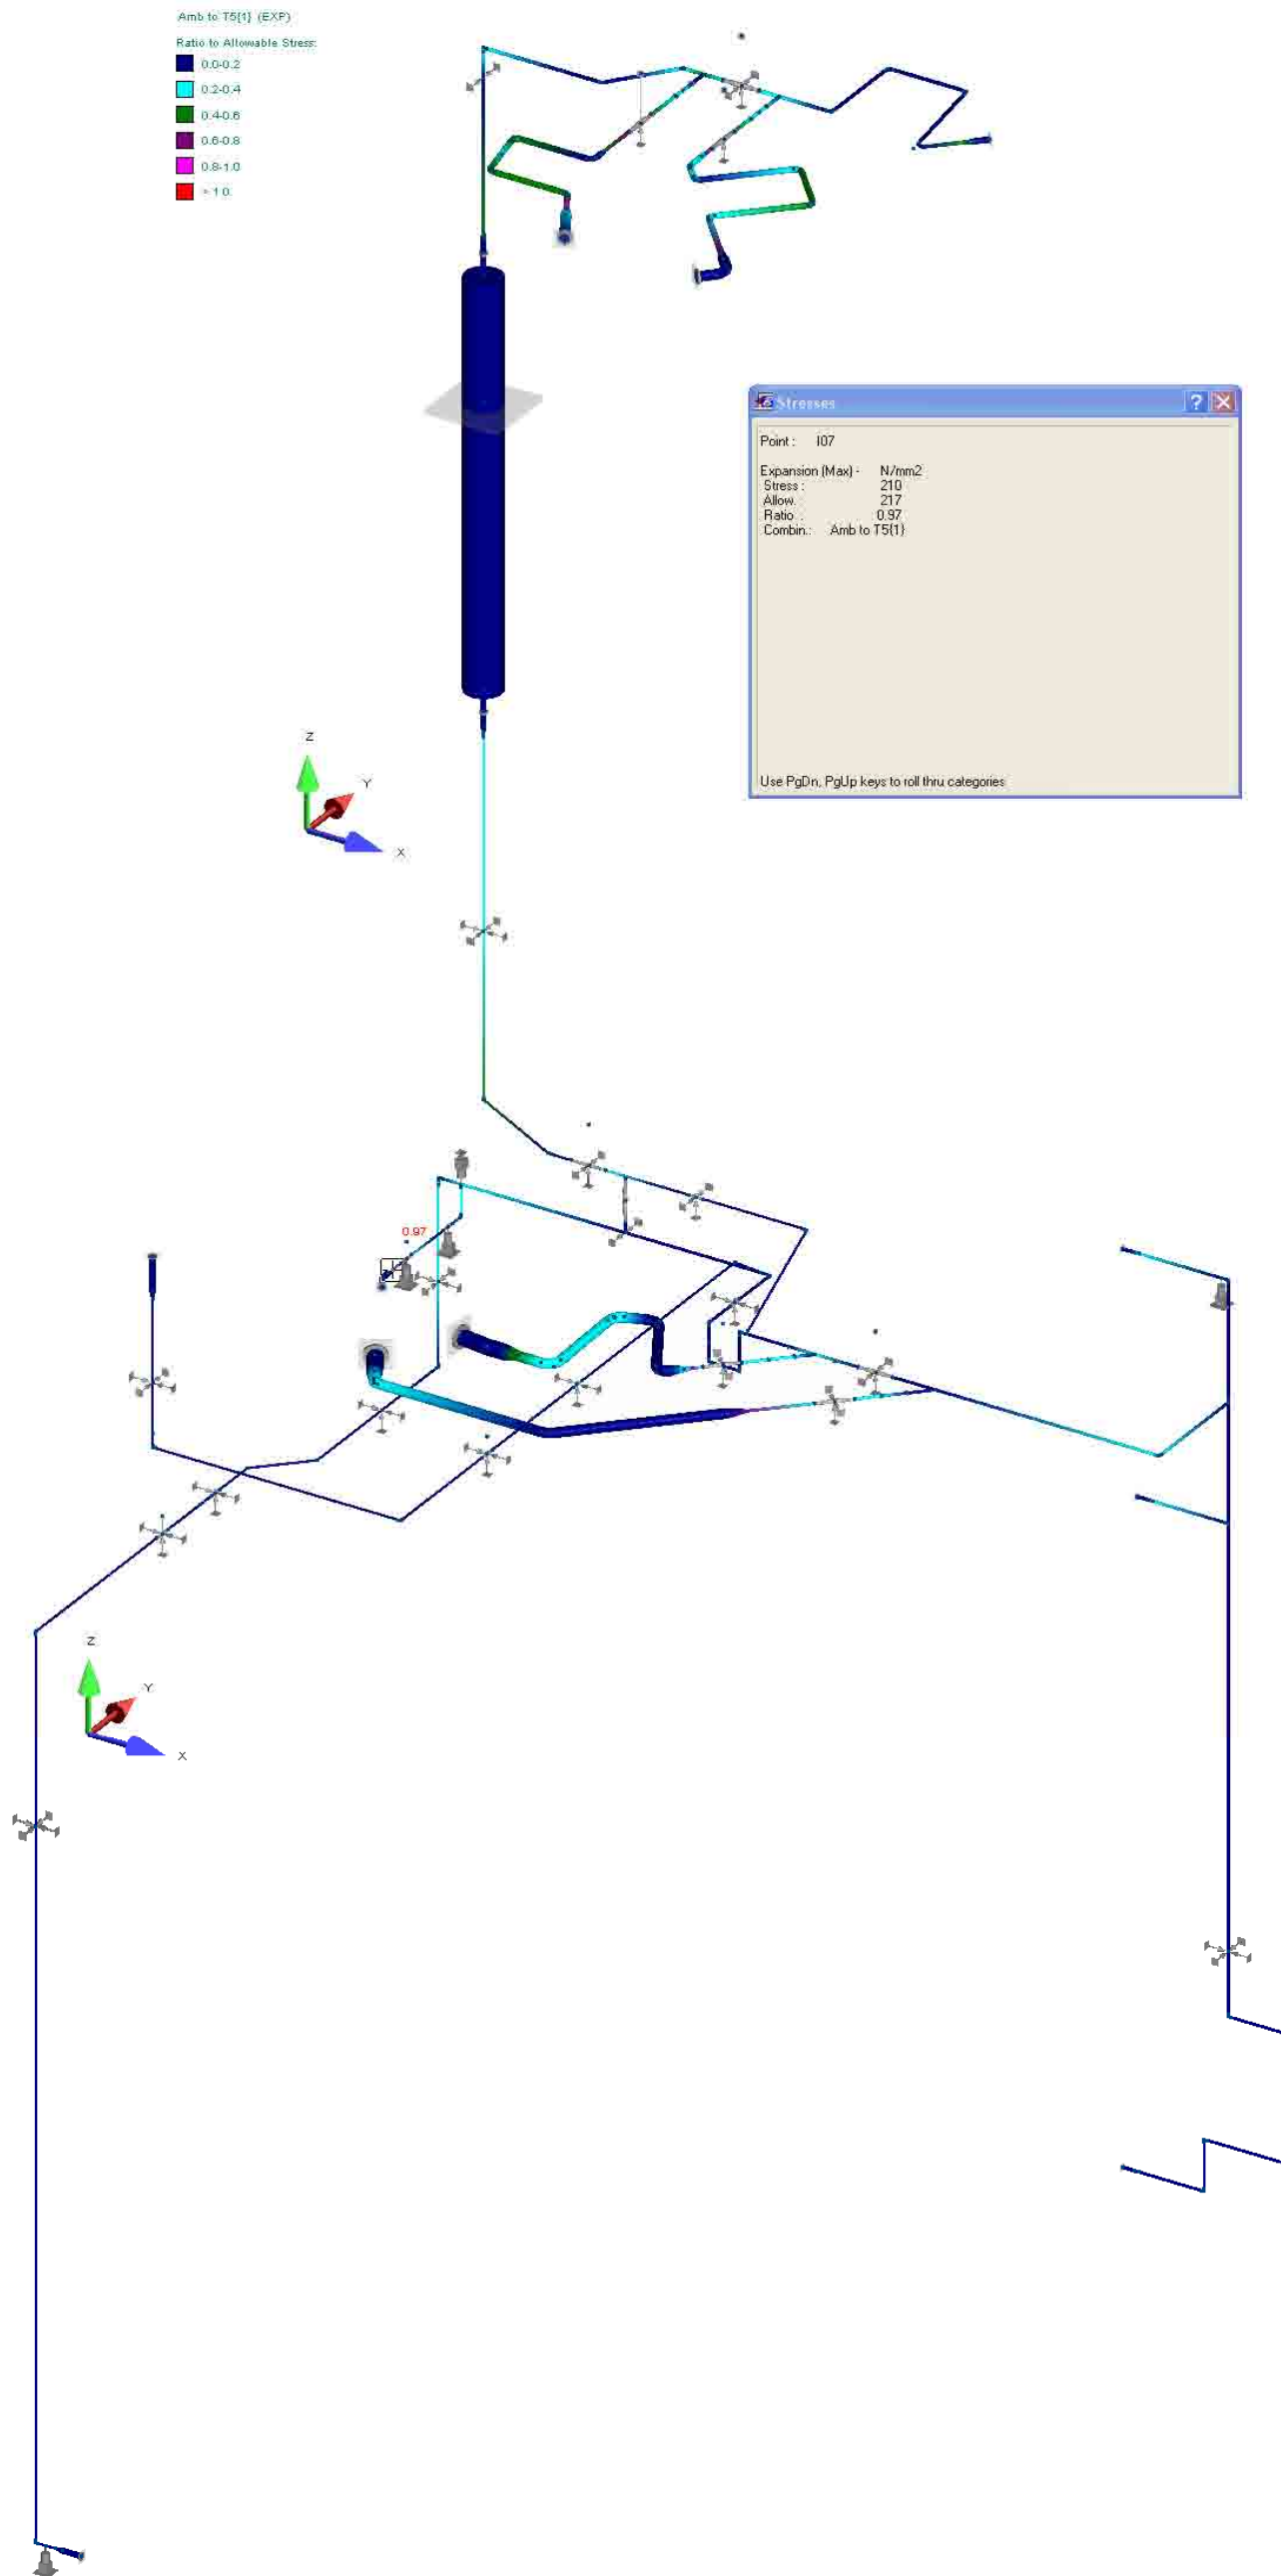 Amb to T5{1} (EXP)
Ratio to Allowable Stress:
0.0-0.2
0.2-0.4
0.4-0.6
0.6-0.8
0.8-1.0
> 1.0
Stresses
Point : I07
Expansion (Max) - N/mm2
Stress : 210
Allow. 217
Ratio : 0.97
Combin.: Amb to T5{1}
Use PgDn, PgUp keys to roll thru categories
Z
Y
X
0.97
Z
Y
X